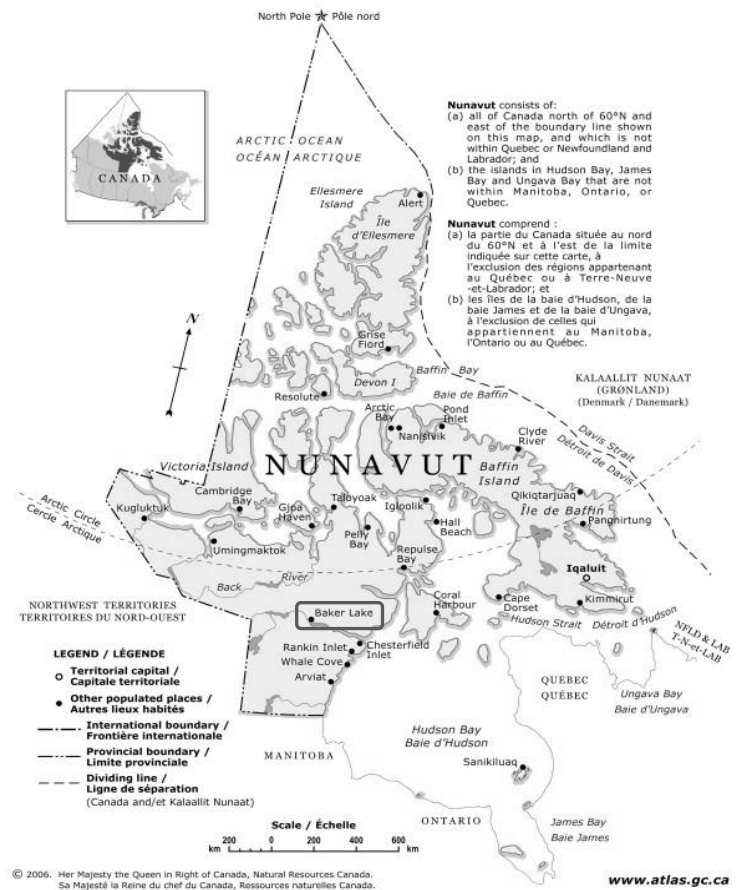 North Pole ★ Pôle nord
CANADA
ARCTIC OCEAN
OCÉAN ARCTIQUE
Nunavut consists of:
(a) all of Canada north of 60°N and
east of the boundary line shown
on this map, and which is not
within Quebec or Newfoundland and
Labrador; and
(b) the islands in Hudson Bay, James
Bay and Ungava Bay that are not
within Manitoba, Ontario, or
Quebec.
Nunavut comprend :
(a) la partie du Canada située au nord
du 60°N et à l'est de la limite
indiquée sur cette carte, à
l'exclusion des régions appartenant
au Québec ou à Terre-Neuve
-et-Labrador; et
(b) les îles de la baie d'Hudson, de la
baie James et de la baie d'Ungava,
à l'exclusion de celles qui
appartiennent au Manitoba,
l'Ontario ou au Québec.
Ellesmere
Island
Alert
Île
d'Ellesmere
N
Grise
Fiord
Devon I
Baffin Bay
Baie de Baffin
KALAALLIT NUNAAT
(GRØNLAND)
(Denmark / Danemark)
Resolute
Arctic
Bay
Nanisivik
Pond
Inlet
Clyde
River
Davis Strait
Détroit de Davis
Victoria Island
NUNAVUT
Baffin
Island
Île de Baffin
Qikiqtarjuaq
Pangnirtung
Arctic Circle
Cercle Arctique
Kugluktuk
Cambridge
Bay
Gjoa
Haven
Taloyoak
Igloolik
Hall
Beach
Umingmaktok
Pelly
Bay
Repulse
Bay
Iqaluit
Back River
Baker Lake
Coral
Harbour
Cape
Dorset
Kimmirut
Hudson Strait Détroit d'Hudson
NORTHWEST TERRITORIES
TERRITOIRES DU NORD-OUEST
NFLD & LAB
T-N-et-LAB
Rankin Inlet
Chesterfield
Inlet
Whale Cove
Arviat
QUEBEC
QUÉBEC
Ungava Bay
Baie d'Ungava
LEGEND / LÉGENDE
Territorial capital /
Capitale territoriale
Other populated places /
Autres lieux habités
International boundary /
Frontière internationale
Provincial boundary /
Limite provinciale
Dividing line /
Ligne de séparation
(Canada and/et Kalaallit Nunaat)
Hudson Bay
Baie d'Hudson
MANITOBA
Sanikiluaq
ONTARIO
James Bay
Baie James
Scale / Échelle
200 0 200 400 600
km km
© 2006. Her Majesty the Queen in Right of Canada, Natural Resources Canada.
Sa Majesté la Reine du chef du Canada, Ressources naturelles Canada.
www.atlas.gc.ca